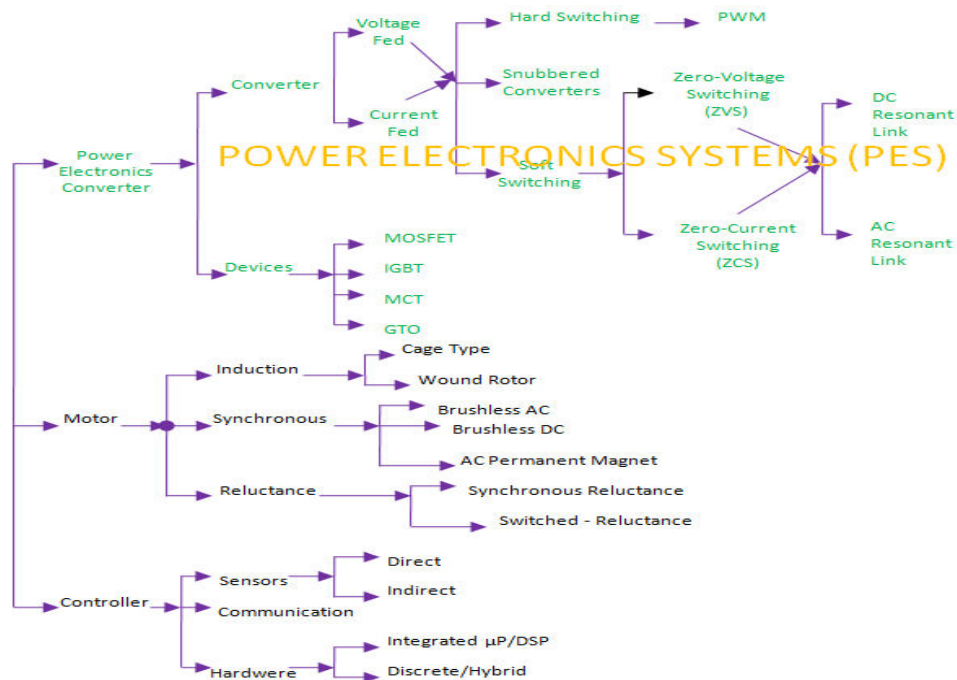 Voltage
Fed
Hard Switching
PWM
Converter
Snubbered
Converters
Zero-Voltage
Switching
(ZVS)
DC
Resonant
Link
Current
Fed
Power
Electronics
Converter
POWER ELECTRONICS SYSTEMS (PES)
Soft
Switching
Zero-Current
Switching
(ZCS)
AC
Resonant
Link
Devices
MOSFET
IGBT
MCT
GTO
Motor
Induction
Cage Type
Wound Rotor
Synchronous
Brushless AC
Brushless DC
AC Permanent Magnet
Reluctance
Synchronous Reluctance
Switched - Reluctance
Controller
Sensors
Direct
Indirect
Communication
Hardwere
Integrated µP/DSP
Discrete/Hybrid